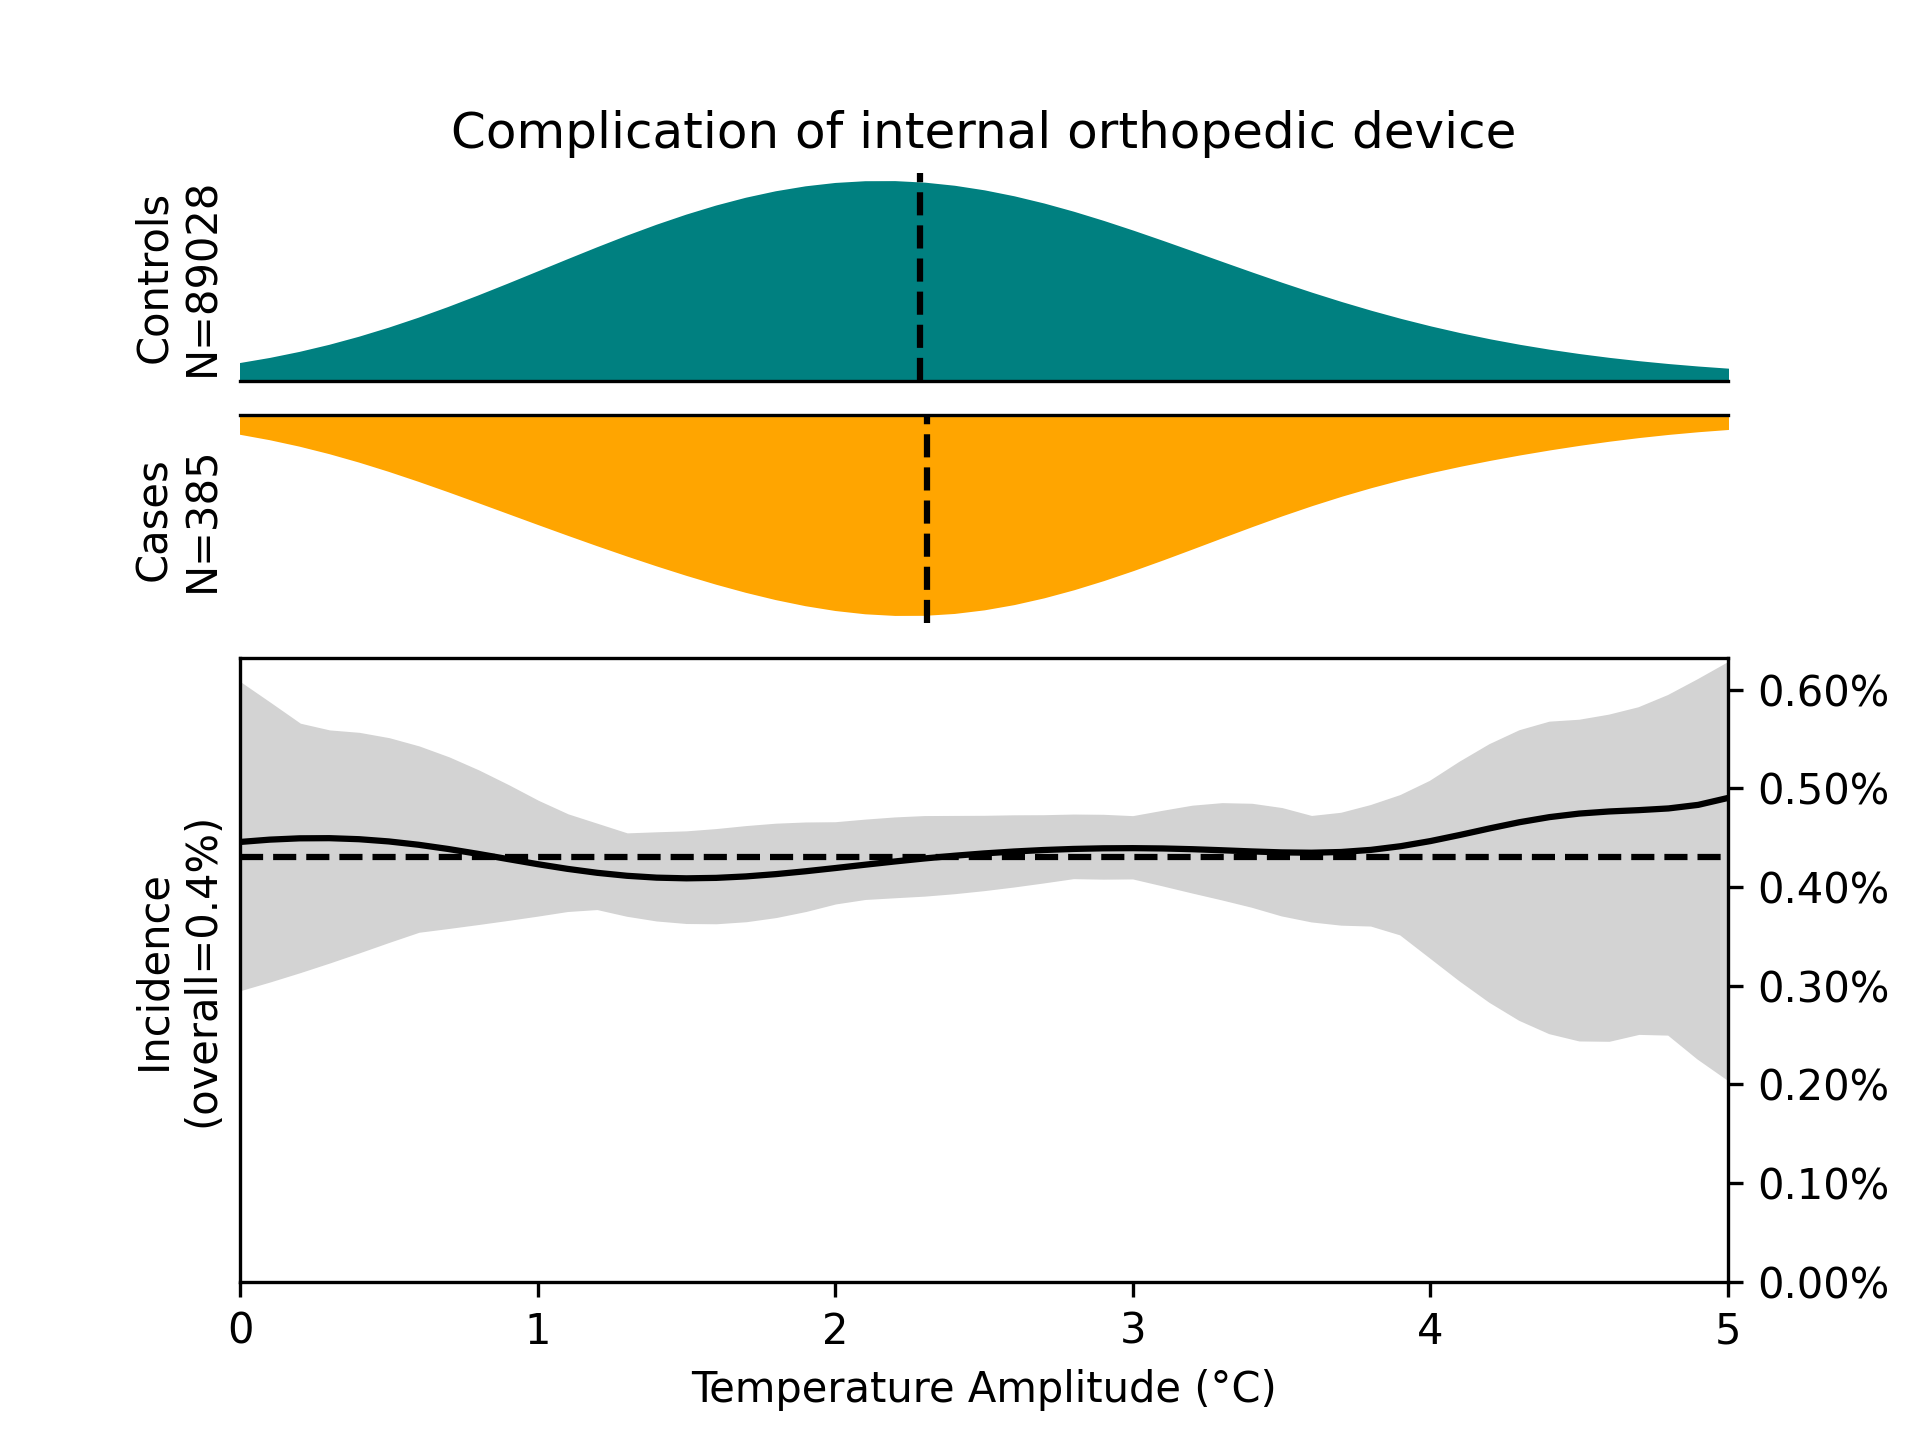 Complication of internal orthopedic device
Controls
N=89028
Cases
N=385
Incidence
(overall=0.4%)
0.60%
0.50%
0.40%
0.30%
0.20%
0.10%
0.00%
0 1 2 3 4 5
Temperature Amplitude (°C)